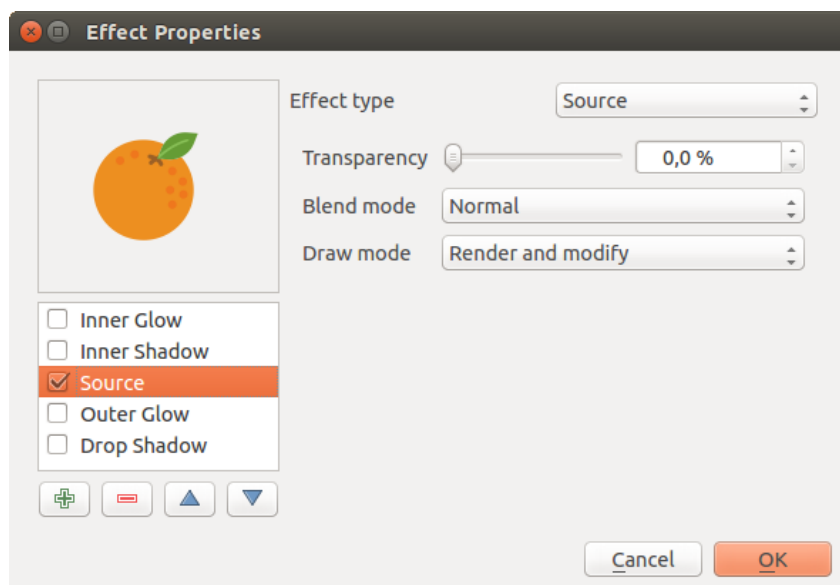 Effect Properties
Effect type Source
Transparency 0,0 %
Blend mode Normal
Draw mode Render and modify
Inner Glow
Inner Shadow
Source
Outer Glow
Drop Shadow
Cancel OK